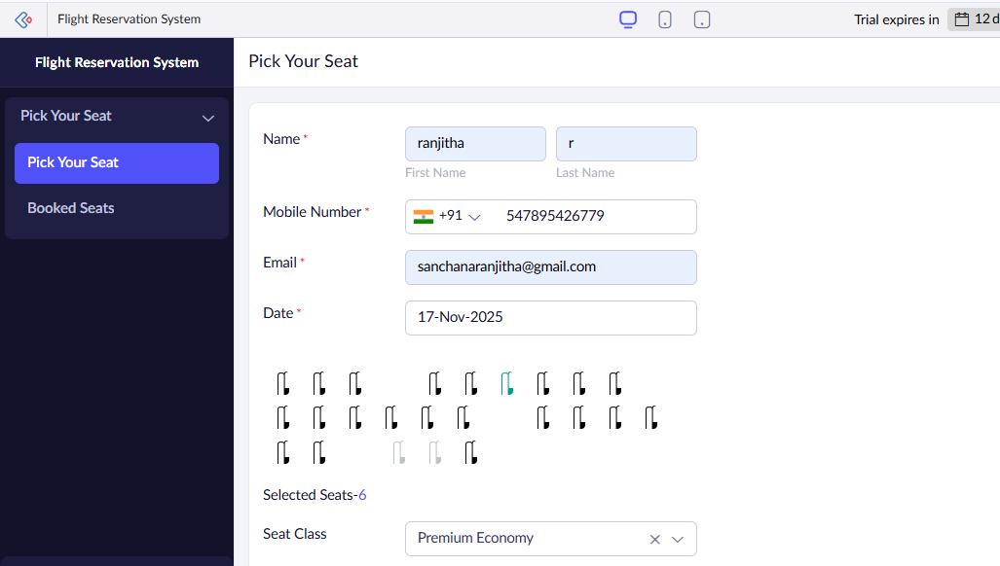 Flight Reservation System
Trial expires in 12 d
Flight Reservation System
Pick Your Seat
Pick Your Seat
Pick Your Seat
Booked Seats
Name *
ranjitha r
First Name Last Name
Mobile Number *
+91 547895426779
Email *
sanchanaranjitha@gmail.com
Date *
17-Nov-2025
Selected Seats-6
Seat Class
Premium Economy